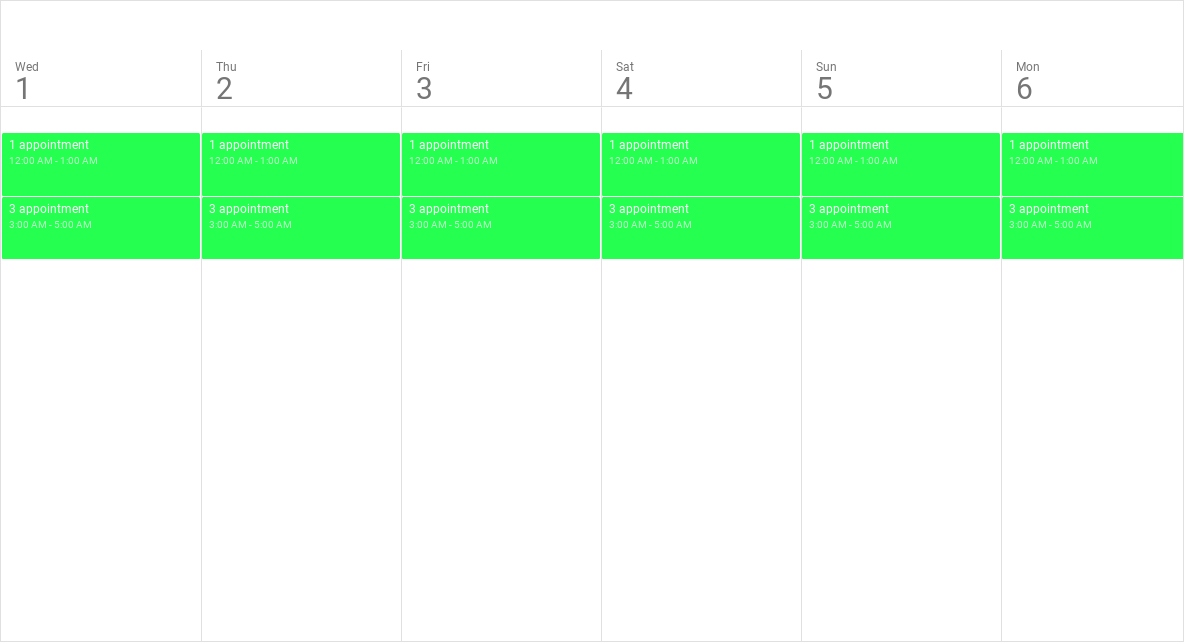 Wed
1
Thu
2
Fri
3
Sat
4
Sun
5
Mon
6
1 appointment
12:00 AM - 1:00 AM
3 appointment
3:00 AM - 5:00 AM
1 appointment
12:00 AM - 1:00 AM
3 appointment
3:00 AM - 5:00 AM
1 appointment
12:00 AM - 1:00 AM
3 appointment
3:00 AM - 5:00 AM
1 appointment
12:00 AM - 1:00 AM
3 appointment
3:00 AM - 5:00 AM
1 appointment
12:00 AM - 1:00 AM
3 appointment
3:00 AM - 5:00 AM
1 appointment
12:00 AM - 1:00 AM
3 appointment
3:00 AM - 5:00 AM